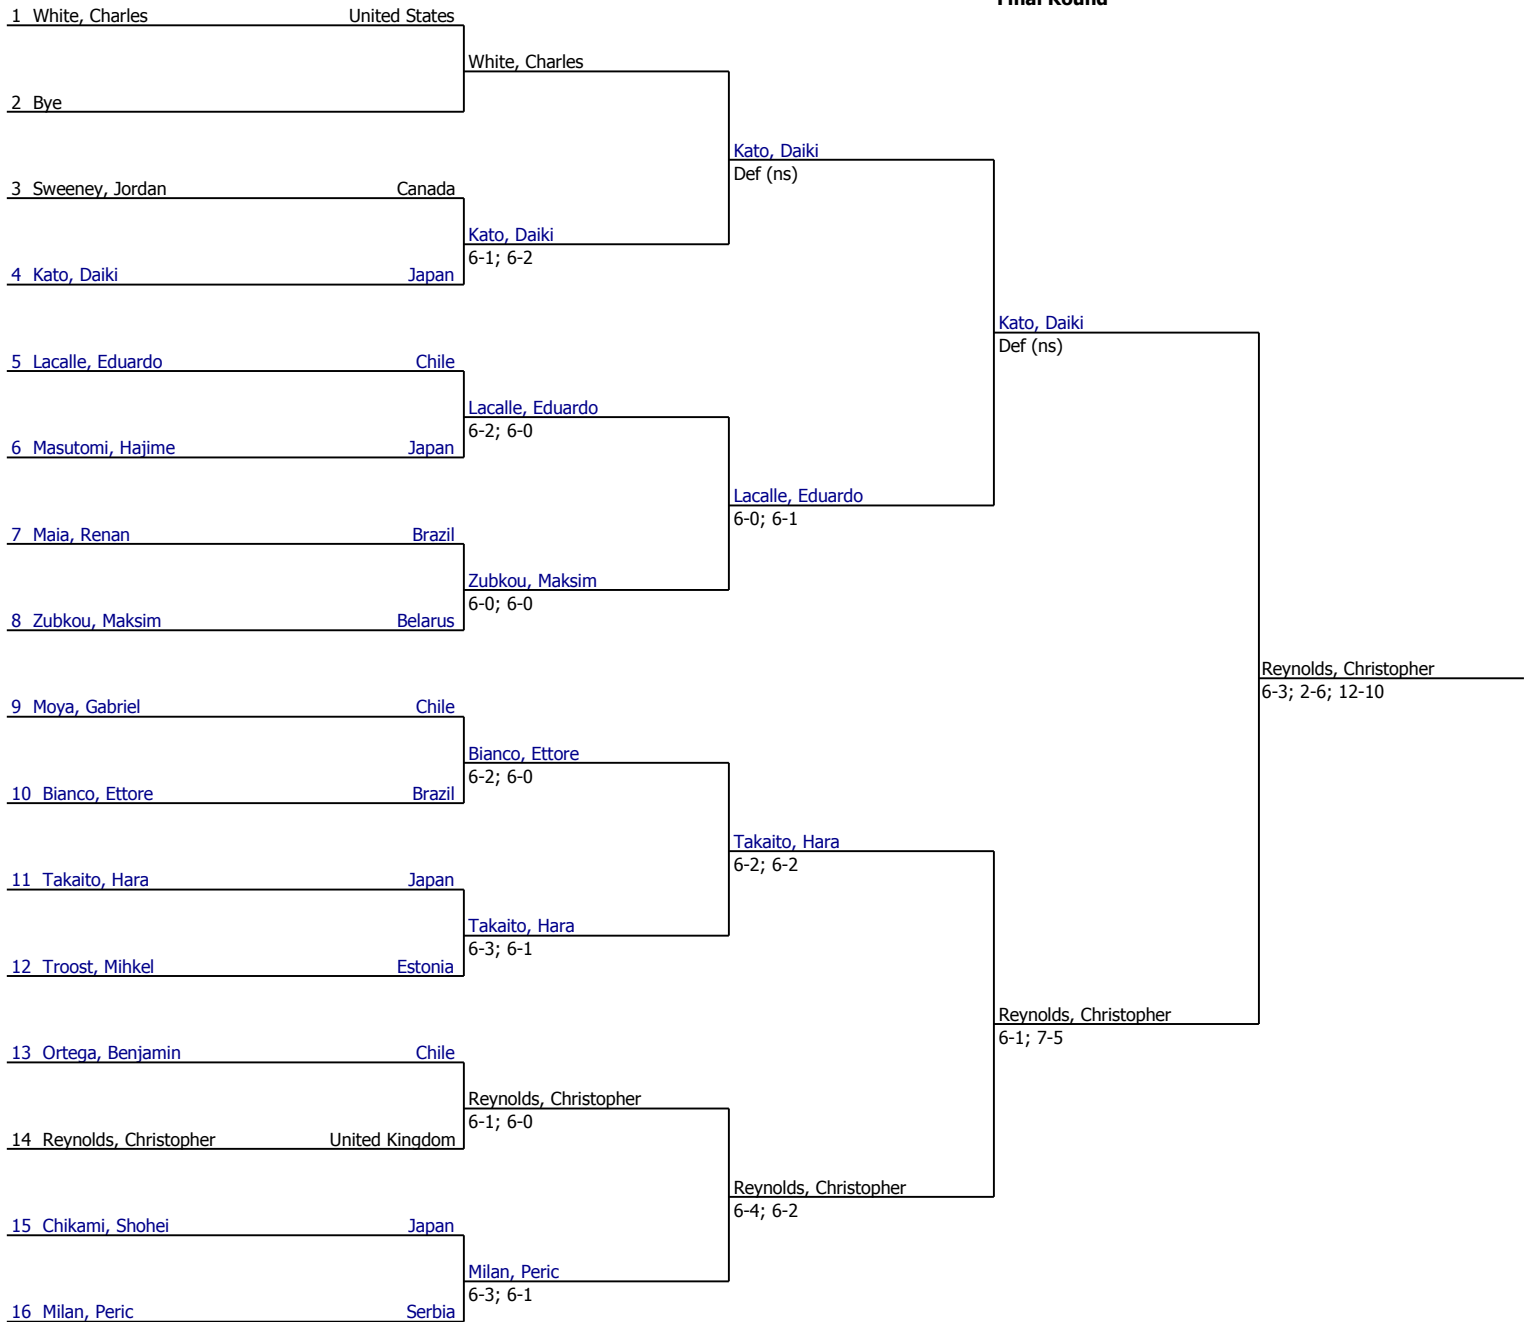 Final Round
1 White, Charles United States
White, Charles
2 Bye
Kato, Daiki
Def (ns)
3 Sweeney, Jordan Canada
Kato, Daiki
6-1; 6-2
4 Kato, Daiki Japan
Kato, Daiki
Def (ns)
5 Lacalle, Eduardo Chile
Lacalle, Eduardo
6-2; 6-0
6 Masutomi, Hajime Japan
Lacalle, Eduardo
6-0; 6-1
7 Maia, Renan Brazil
Zubkou, Maksim
6-0; 6-0
8 Zubkou, Maksim Belarus
Reynolds, Christopher
6-3; 2-6; 12-10
9 Moya, Gabriel Chile
Bianco, Ettore
6-2; 6-0
10 Bianco, Ettore Brazil
Takaito, Hara
6-2; 6-2
11 Takaito, Hara Japan
Takaito, Hara
6-3; 6-1
12 Troost, Mihkel Estonia
Reynolds, Christopher
6-1; 7-5
13 Ortega, Benjamin Chile
Reynolds, Christopher
6-1; 6-0
14 Reynolds, Christopher United Kingdom
Reynolds, Christopher
6-4; 6-2
15 Chikami, Shohei Japan
Milan, Peric
6-3; 6-1
16 Milan, Peric Serbia